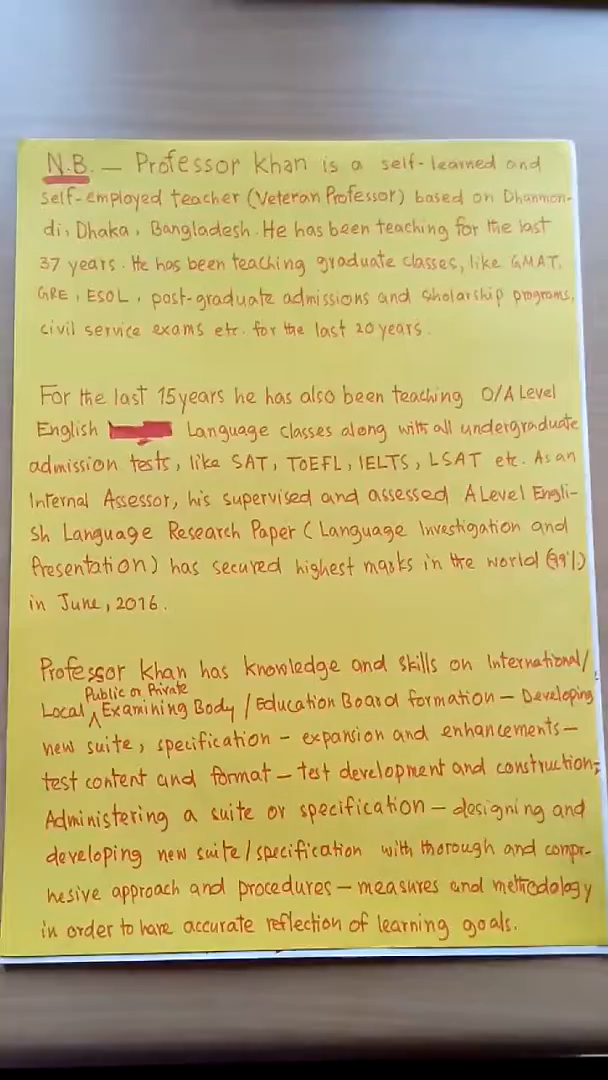 N.B. – Professor Khan is a self-learned and
self-employed teacher (Veteran Professor) based on Dhanmon-
di, Dhaka, Bangladesh. He has been teaching for the last
37 years. He has been teaching graduate classes, like GMAT,
GRE, ESOL, post-graduate admissions and scholarship programs,
civil service exams etc. for the last 20 years.
For the last 15 years he has also been teaching O/A Level
English Language classes along with all undergraduate
admission tests, like SAT, TOEFL, IELTS, LSAT etc. As an
Internal Assessor, his supervised and assessed A Level Engli-
sh Language Research Paper (Language Investigation and
Presentation) has secured highest marks in the world (99%)
in June, 2016.
Professor Khan has knowledge and skills on International/
Public or Private
Local Examining Body / Education Board formation – Developing
new suite, specification – expansion and enhancements –
test content and format – test development and construction;
Administering a suite or specification – designing and
developing new suite/specification with thorough and compr-
hesive approach and procedures – measures and methodology
in order to have accurate reflection of learning goals.